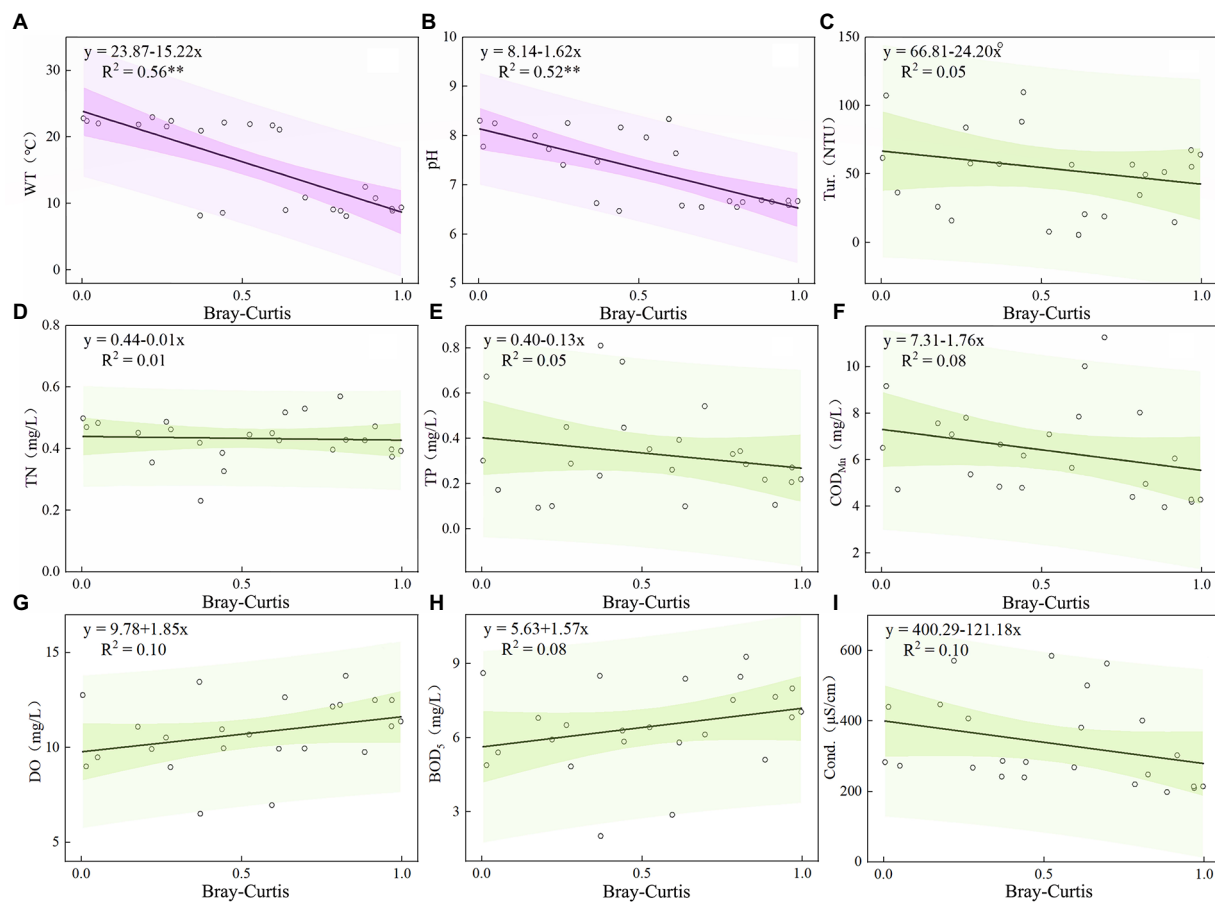 A
y = 23.87-15.22x
R² = 0.56**
WT（℃）
30
20
10
0
0.0
0.5
1.0
Bray-Curtis
B
y = 8.14-1.62x
R² = 0.52**
pH
10
9
8
7
6
5
0.0
0.5
1.0
Bray-Curtis
C
y = 66.81-24.20x
R² = 0.05
Tur.（NTU）
150
100
50
0
0.0
0.5
1.0
Bray-Curtis
D
y = 0.44-0.01x
R² = 0.01
TN（mg/L）
0.8
0.6
0.4
0.2
0.0
0.0
0.5
1.0
Bray-Curtis
E
y = 0.40-0.13x
R² = 0.05
TP（mg/L）
0.8
0.6
0.4
0.2
0.0
0.0
0.5
1.0
Bray-Curtis
F
y = 7.31-1.76x
R² = 0.08
COD_Mn（mg/L）
10
8
6
4
2
0.0
0.5
1.0
Bray-Curtis
G
y = 9.78+1.85x
R² = 0.10
DO（mg/L）
15
10
5
0.0
0.5
1.0
Bray-Curtis
H
y = 5.63+1.57x
R² = 0.08
BOD₅（mg/L）
9
6
3
0.0
0.5
1.0
Bray-Curtis
I
y = 400.29-121.18x
R² = 0.10
Cond.（μS/cm）
600
400
200
0
0.0
0.5
1.0
Bray-Curtis